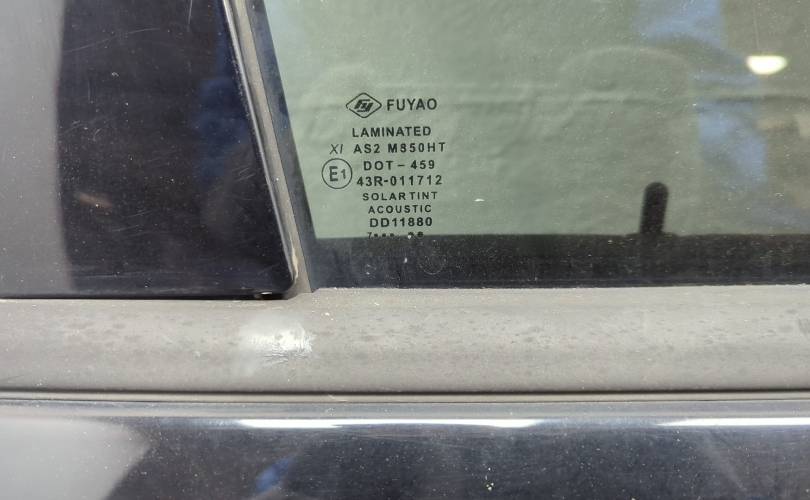 FUYAO
LAMINATED
XI AS2 M850HT
DOT-459
E1 43R-011712
SOLARTINT
ACOUSTIC
DD11880